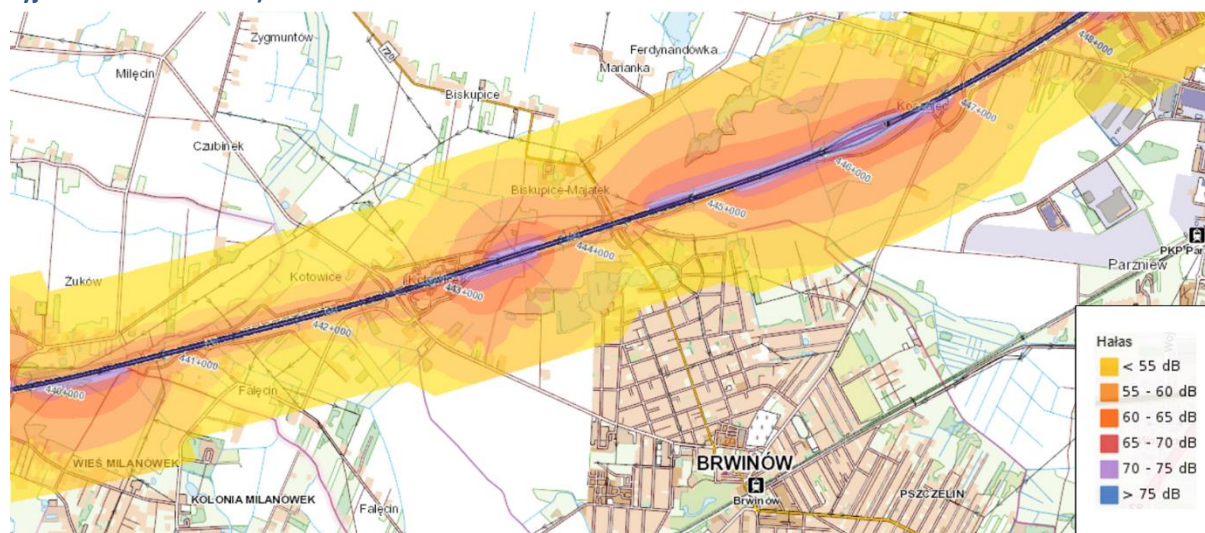 Zygmuntów
720
Milęcin
Ferdynandówka
Marianka
Biskupice
Czubinek
448+000
Koszajec
447+000
446+000
Biskupice-Majątek
445+000
444+000
PKP Par
Parzniew
Żuków
Kotowice
443+000
442+000
441+000
440+000
Falęcin
WIEŚ MILANÓWEK
KOLONIA MILANÓWEK
Falęcin
BRWINÓW
Brwinów
PSZCZELIN
Hałas
< 55 dB
55 - 60 dB
60 - 65 dB
65 - 70 dB
70 - 75 dB
> 75 dB